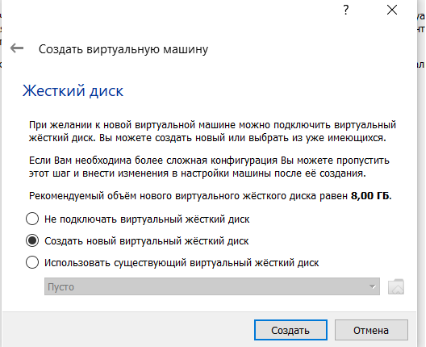 ?
Создать виртуальную машину
Жесткий диск
При желании к новой виртуальной машине можно подключить виртуальный
жёсткий диск. Вы можете создать новый или выбрать из уже имеющихся.
Если Вам необходима более сложная конфигурация Вы можете пропустить
этот шаг и внести изменения в настройки машины после её создания.
Рекомендуемый объём нового виртуального жёсткого диска равен 8,00 ГБ.
Не подключать виртуальный жёсткий диск
Создать новый виртуальный жёсткий диск
Использовать существующий виртуальный жёсткий диск
Пусто
Создать Отмена